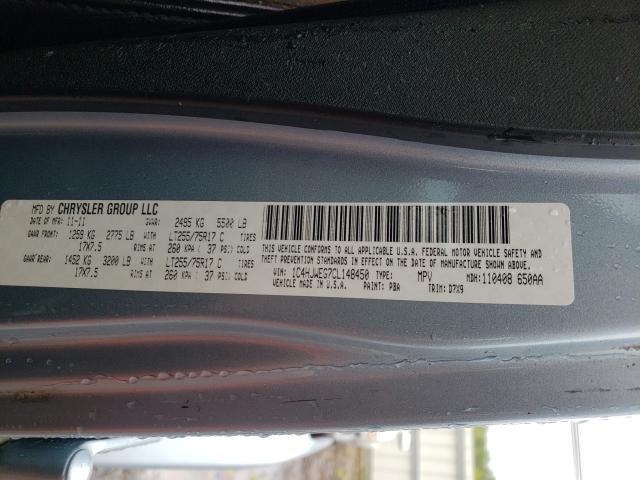 MFD BY CHRYSLER GROUP LLC
DATE OF MFR: 11-11 GVWR: 2495 KG 5500 LB
GAWR FRONT: 1259 KG 2775 LB WITH LT255/75R17 C TIRES
17X7.5 RIMS AT 260 KPA ( 37 PSI) COLD
GAWR REAR: 1452 KG 3200 LB WITH LT255/75R17 C TIRES
17X7.5 RIMS AT 260 KPA ( 37 PSI) COLD
THIS VEHICLE CONFORMS TO ALL APPLICABLE U.S.A. FEDERAL MOTOR VEHICLE SAFETY AND
THEFT PREVENTION STANDARDS IN EFFECT ON THE DATE OF MANUFACTURE SHOWN ABOVE.
VIN: 1C4HJWEG7CL148450 TYPE: MPV MDH: 110408 650AA
VEHICLE MADE IN U.S.A. PAINT: PBA TRIM: D7X9